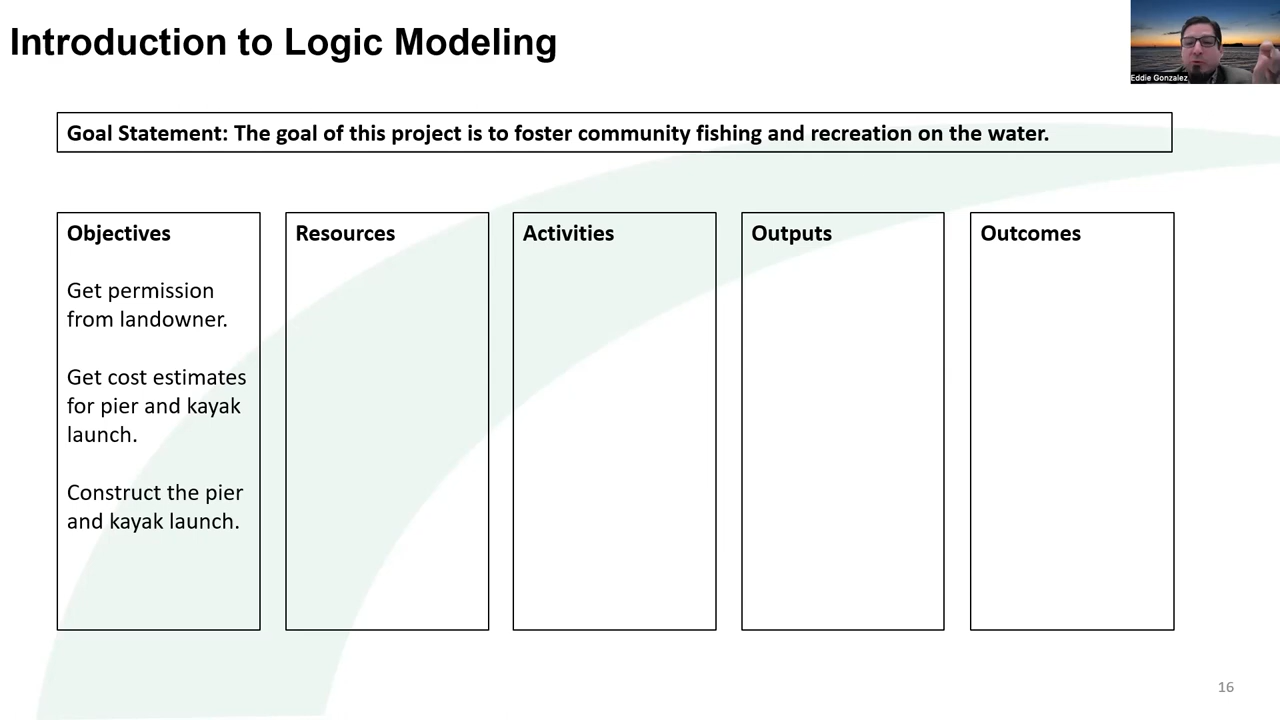 Introduction to Logic Modeling
Eddie Gonzalez
Goal Statement: The goal of this project is to foster community fishing and recreation on the water.
Objectives
Get permission
from landowner.
Get cost estimates
for pier and kayak
launch.
Construct the pier
and kayak launch.
Resources
Activities
Outputs
Outcomes
16